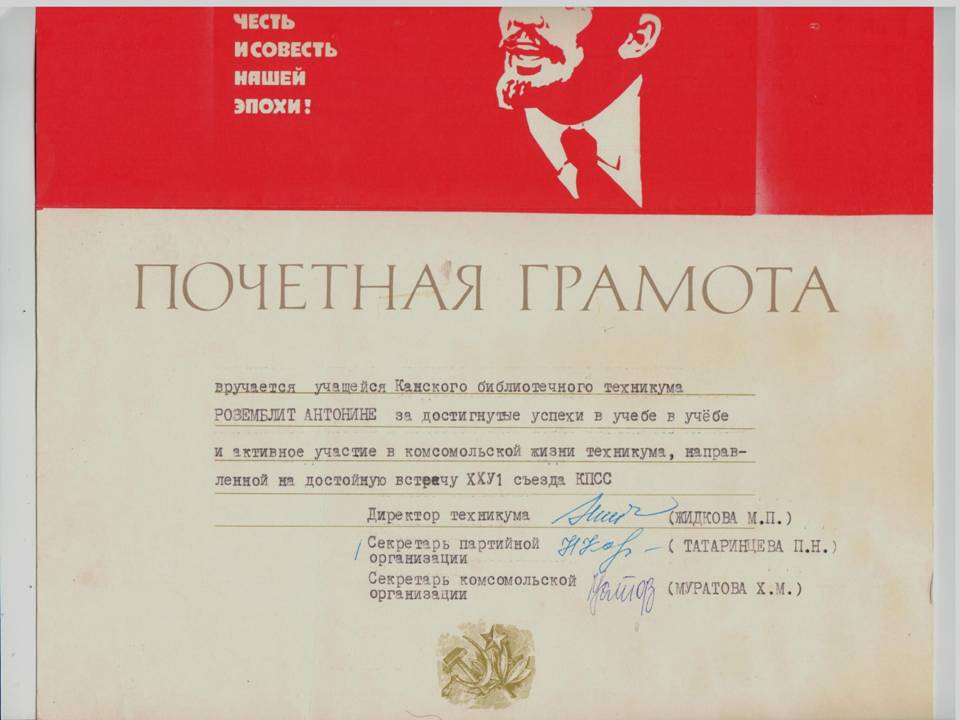 ЧЕСТЬ
И СОВЕСТЬ
НАШЕЙ
ЭПОХИ!
ПОЧЕТНАЯ ГРАМОТА
вручается учащейся Канского библиотечного техникума
РОЗЕМБЛИТ АНТОНИНЕ за достигнутые успехи в учебе в учёбе
и активное участие в комсомольской жизни техникума, направ-
ленной на достойную встречу ХХУ1 съезда КПСС
Директор техникума (ЖИДКОВА М.П.)
Секретарь партийной ( ТАТАРИНЦЕВА П.Н.)
организации
Секретарь комсомольской (МУРАТОВА Х.М.)
организации